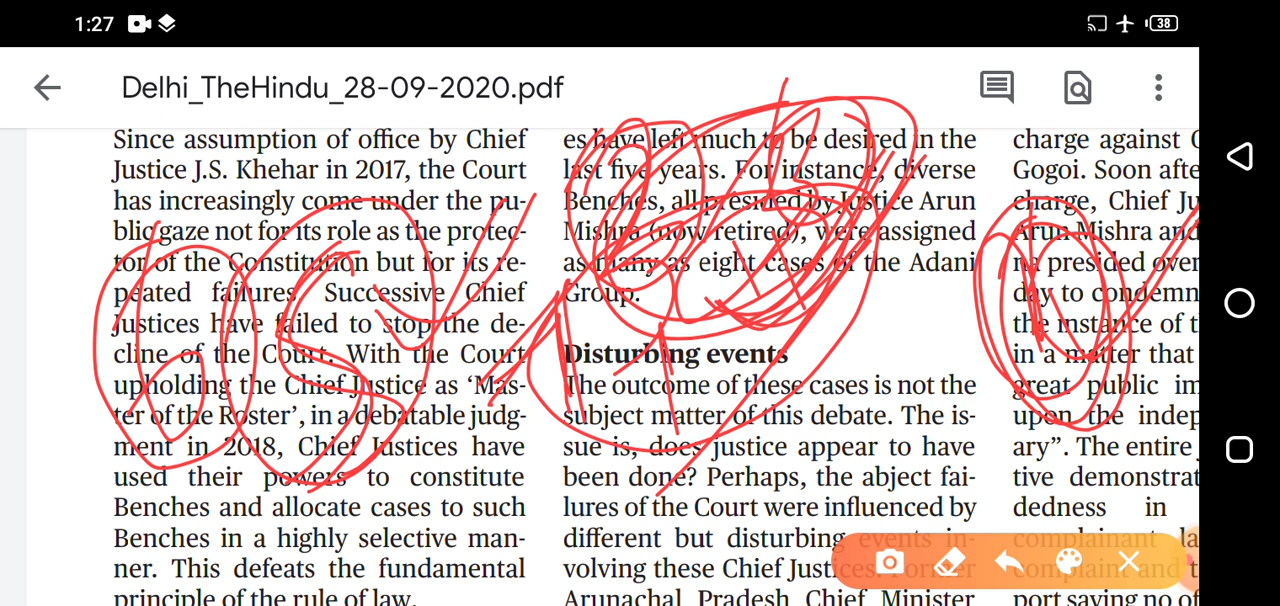 1:27
38
Delhi_TheHindu_28-09-2020.pdf
Since assumption of office by Chief
Justice J.S. Khehar in 2017, the Court
has increasingly come under the pu-
blic gaze not for its role as the protec-
tor of the Constitution but for its re-
peated failures. Successive Chief
Justices have failed to stop the de-
cline of the Court. With the Court
upholding the Chief Justice as ‘Mas-
ter of the Roster’, in a debatable judg-
ment in 2018, Chief Justices have
used their powers to constitute
Benches and allocate cases to such
Benches in a highly selective man-
ner. This defeats the fundamental
principle of the rule of law.
es have left much to be desired in the
last five years. For instance, diverse
Benches, all presided by Justice Arun
Mishra (now retired), were assigned
as many as eight cases of the Adani
Group.
Disturbing events
The outcome of these cases is not the
subject matter of this debate. The is-
sue is, does justice appear to have
been done? Perhaps, the abject fai-
lures of the Court were influenced by
different but disturbing events in-
volving these Chief Justices. Former
Arunachal Pradesh Chief Minister
charge against
Gogoi. Soon afte
charge, Chief Ju
Arun Mishra and
na presided over
day to condemn
the instance of t
in a matter that
great public im
upon the indep
ary”. The entire
tive demonstrat
dedness in
complainant la
complaint and t
port saying no of